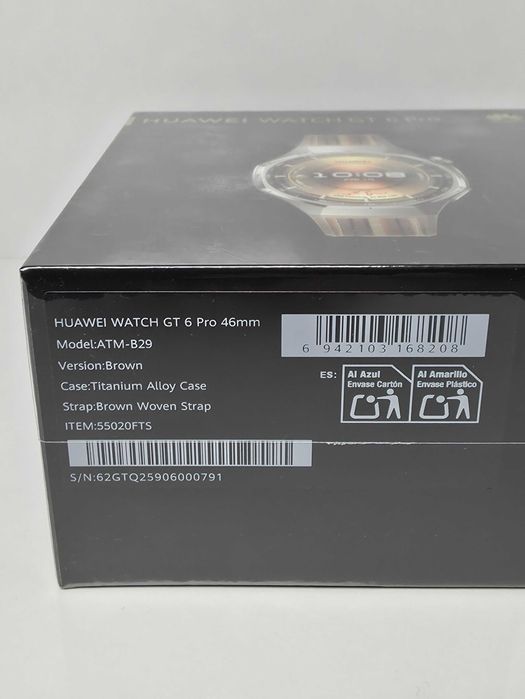 HUAWEI WATCH GT 6 Pro
10:08
HUAWEI WATCH GT 6 Pro 46mm
Model:ATM-B29
Version:Brown
Case:Titanium Alloy Case
Strap:Brown Woven Strap
ITEM:55020FTS
S/N:62GTQ25906000791
6 942103 168208
ES:
Al Azul
Envase Cartón
Al Amarillo
Envase Plástico